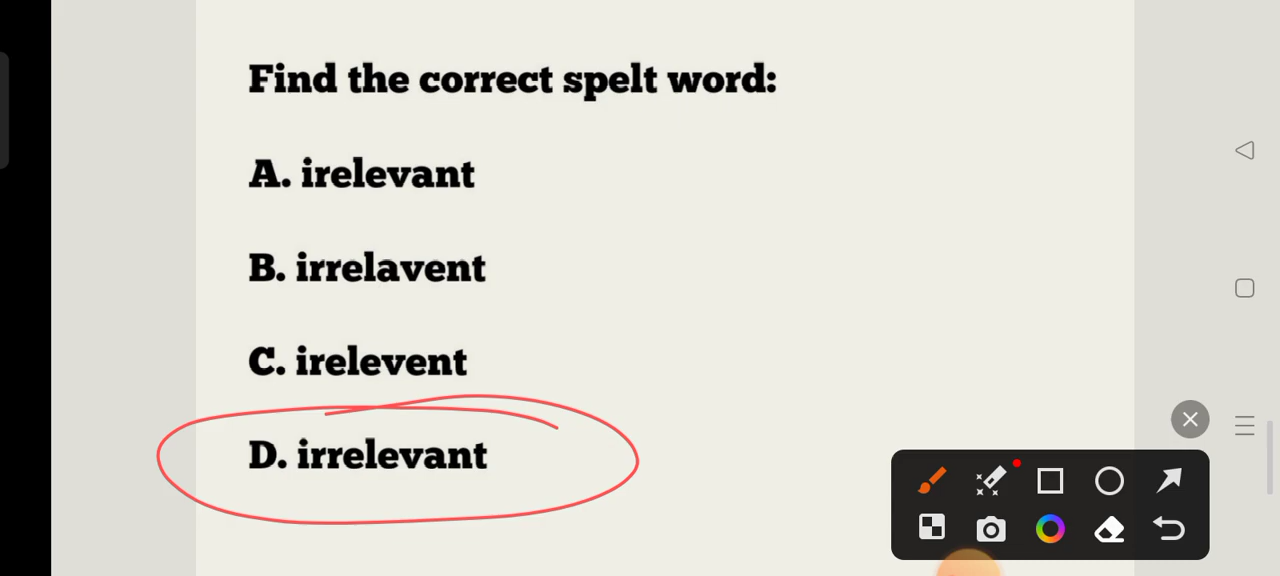 Find the correct spelt word:
A. irelevant
B. irrelavent
C. irelevent
D. irrelevant